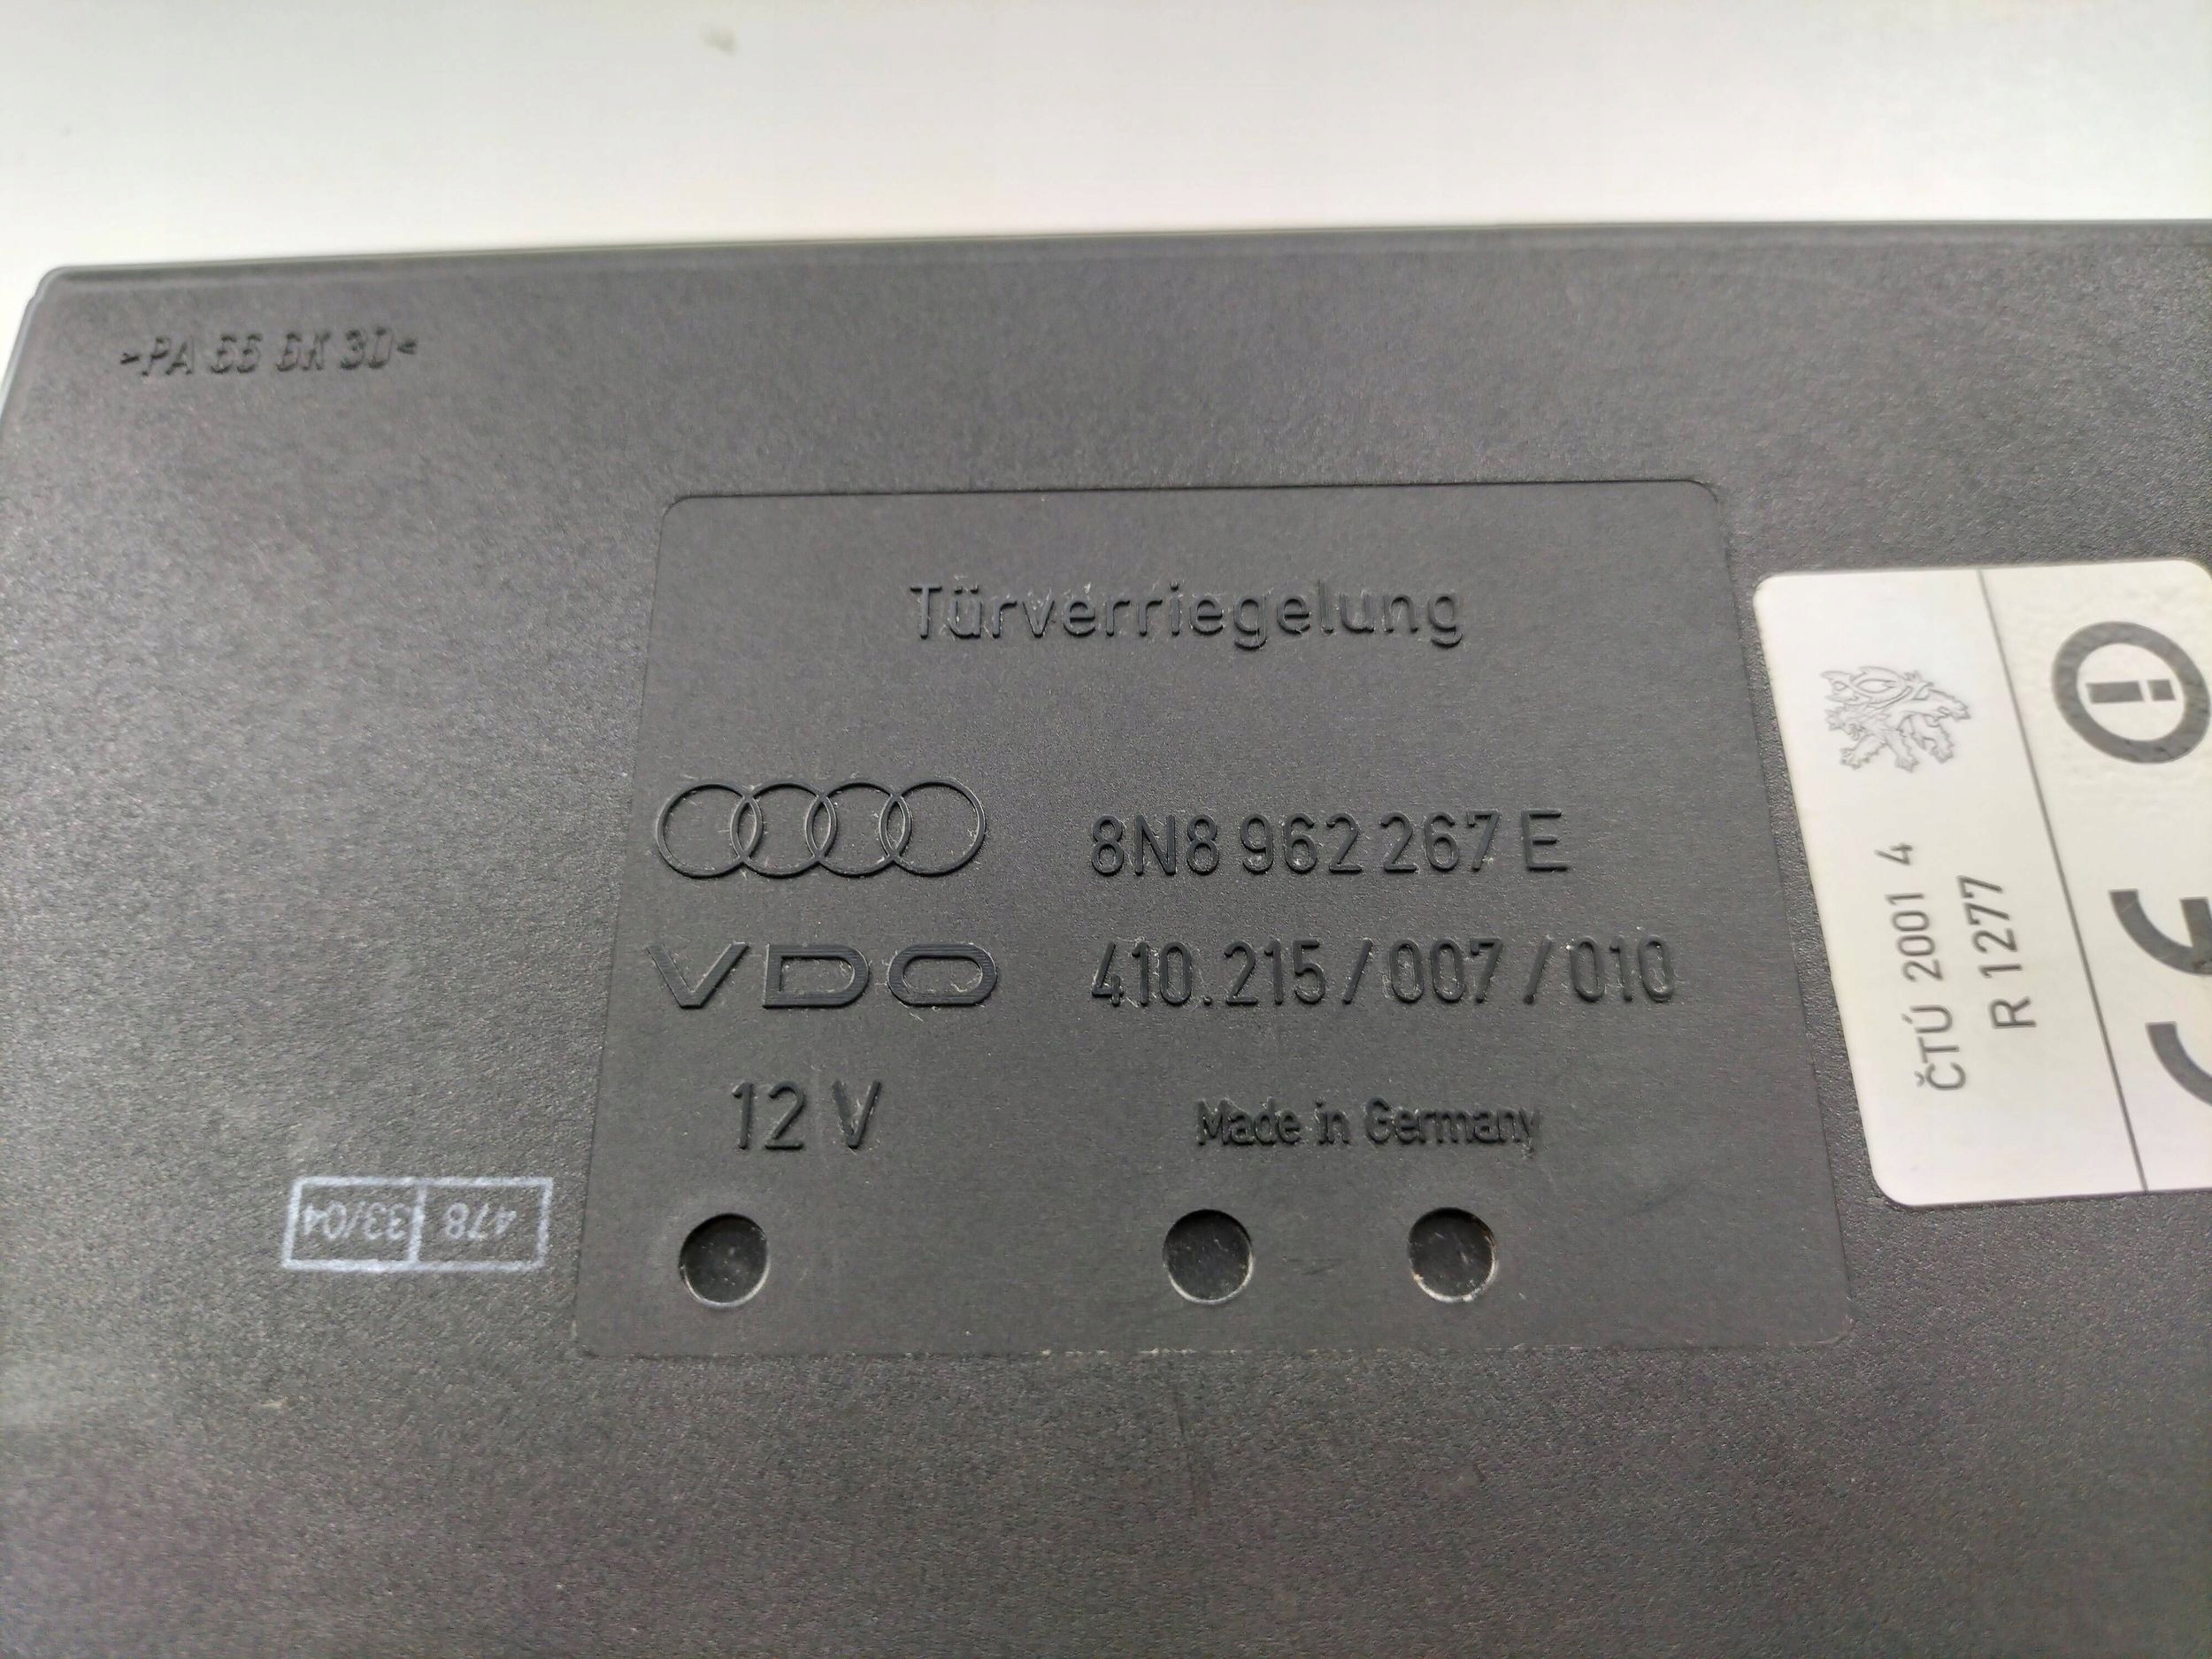 >PA 66 GK 30<
Türverriegelung
8N8 962 267 E
VDO 410.215/007/010
12 V
Made in Germany
478 33/04
ČTÚ 2001 4
R 1277
CE